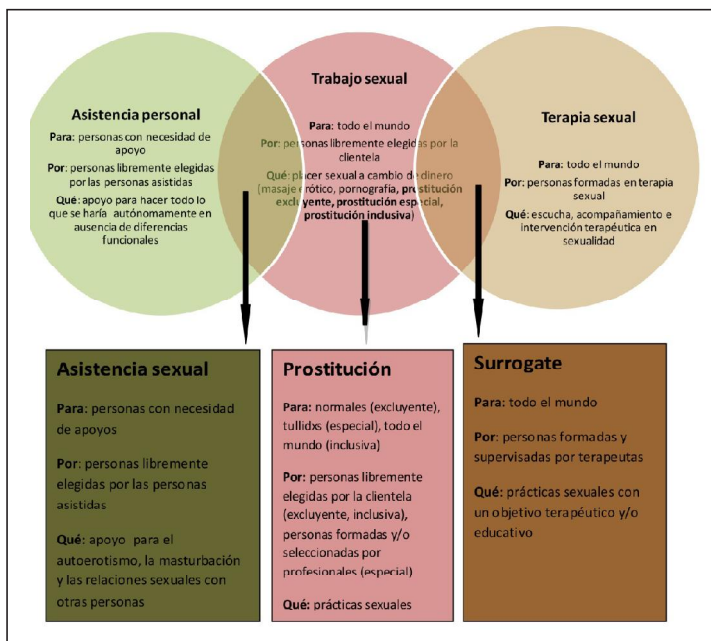 Asistencia personal
Para: personas con necesidad de
apoyo
Por: personas libremente elegidas
por las personas asistidas
Qué: apoyo para hacer todo lo
que se haría autónomamente en
ausencia de diferencias
funcionales
Trabajo sexual
Para: todo el mundo
Por: personas libremente elegidas por la
clientela
Qué: placer sexual a cambio de dinero
(masaje erótico, pornografía, prostitución
excluyente, prostitución especial,
prostitución inclusiva)
Terapia sexual
Para: todo el mundo
Por: personas formadas en terapia
sexual
Qué: escucha, acompañamiento e
intervención terapéutica en
sexualidad
Asistencia sexual
Para: personas con necesidad
de apoyos
Por: personas libremente
elegidas por las personas
asistidas
Qué: apoyo para el
autoerotismo, la masturbación
y las relaciones sexuales con
otras personas
Prostitución
Para: normales (excluyente),
tullidxs (especial), todo el
mundo (inclusiva)
Por: personas libremente
elegidas por la clientela
(excluyente, inclusiva),
personas formadas y/o
seleccionadas por
profesionales (especial)
Qué: prácticas sexuales
Surrogate
Para: todo el mundo
Por: personas formadas y
supervisadas por terapeutas
Qué: prácticas sexuales con
un objetivo terapéutico y/o
educativo